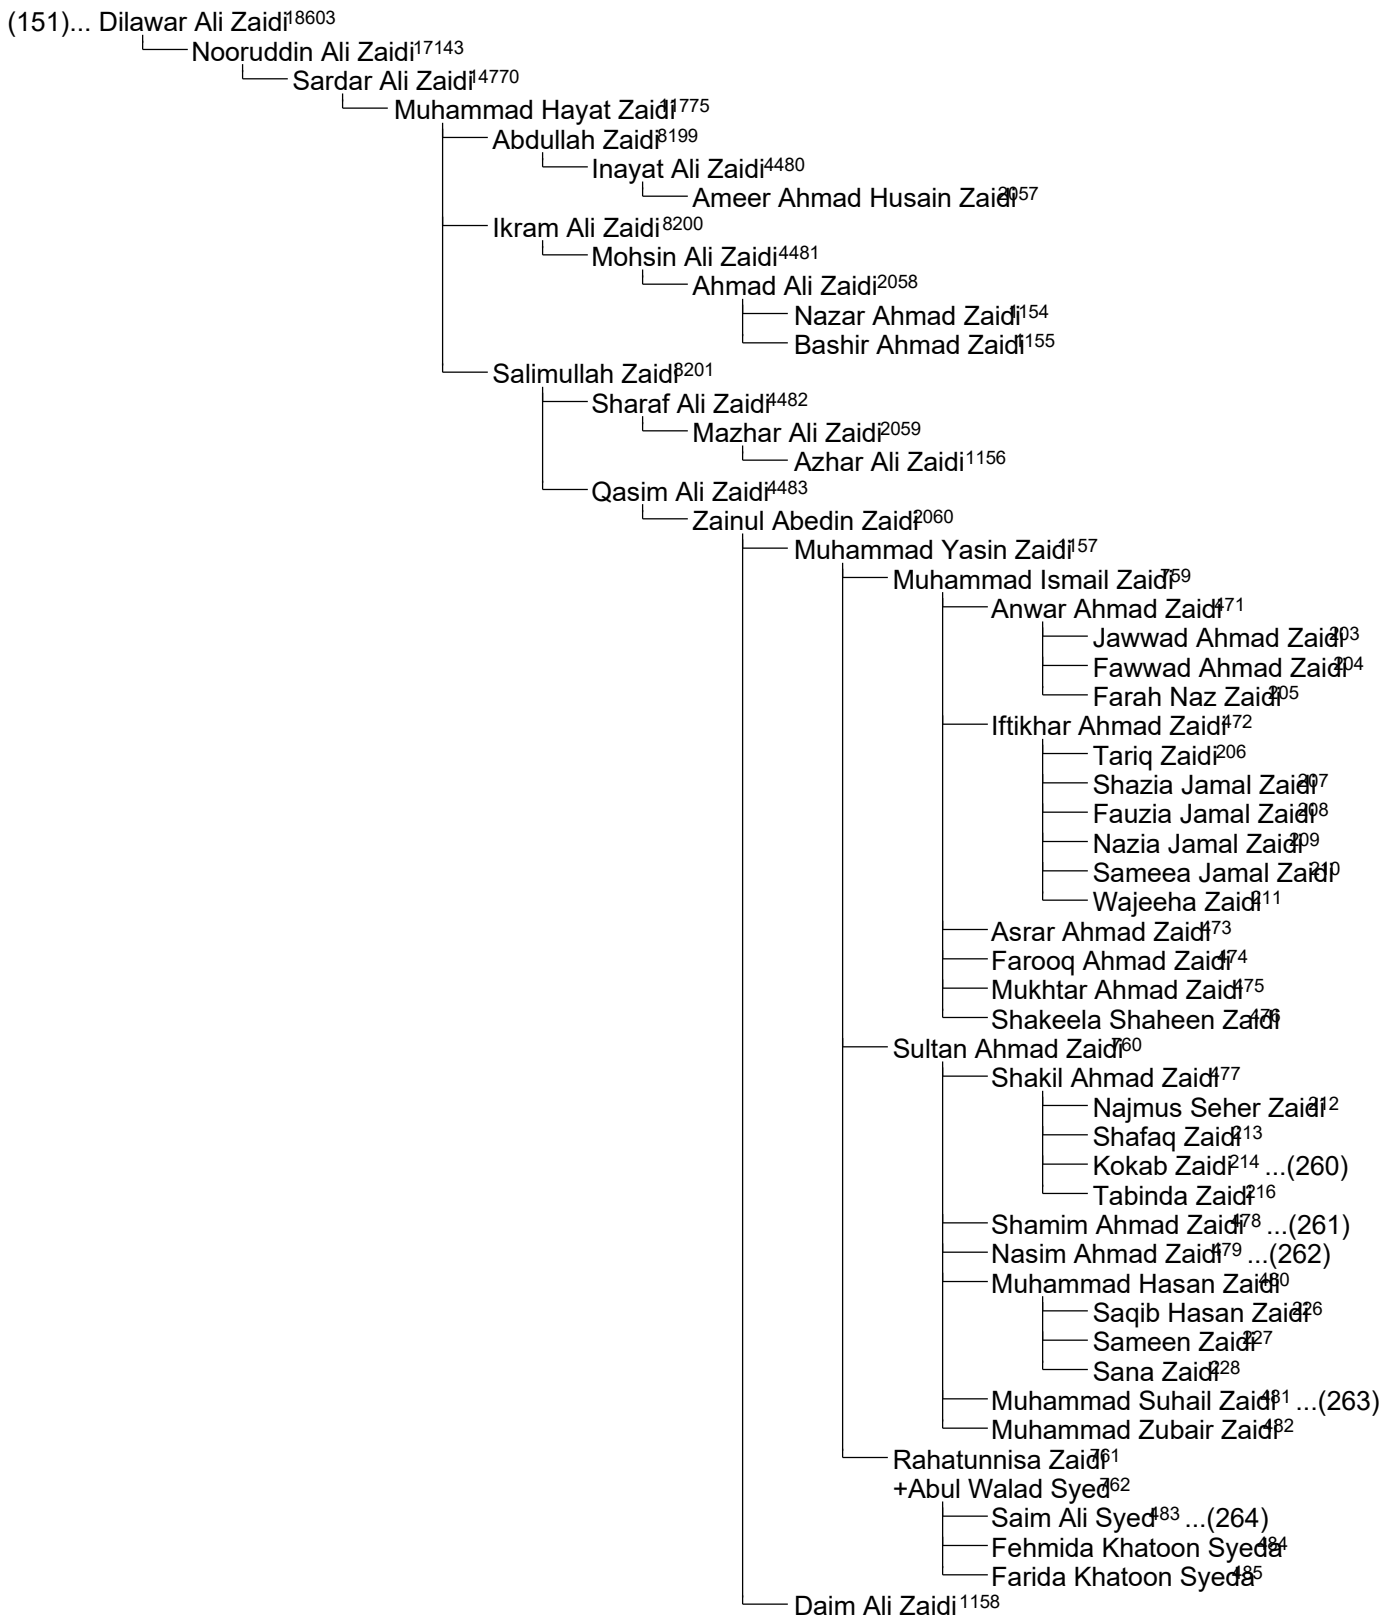 (151)... Dilawar Ali Zaidi18603
Nooruddin Ali Zaidi17143
Sardar Ali Zaidi14770
Muhammad Hayat Zaidi11775
Abdullah Zaidi8199
Inayat Ali Zaidi4480
Ameer Ahmad Husain Zaidi2057
Ikram Ali Zaidi8200
Mohsin Ali Zaidi4481
Ahmad Ali Zaidi2058
Nazar Ahmad Zaidi1154
Bashir Ahmad Zaidi1155
Salimullah Zaidi8201
Sharaf Ali Zaidi4482
Mazhar Ali Zaidi2059
Azhar Ali Zaidi1156
Qasim Ali Zaidi4483
Zainul Abedin Zaidi2060
Muhammad Yasin Zaidi1157
Muhammad Ismail Zaidi759
Anwar Ahmad Zaidi471
Jawwad Ahmad Zaidi203
Fawwad Ahmad Zaidi204
Farah Naz Zaidi205
Iftikhar Ahmad Zaidi472
Tariq Zaidi206
Shazia Jamal Zaidi207
Fauzia Jamal Zaidi208
Nazia Jamal Zaidi209
Sameea Jamal Zaidi210
Wajeeha Zaidi211
Asrar Ahmad Zaidi473
Farooq Ahmad Zaidi474
Mukhtar Ahmad Zaidi475
Shakeela Shaheen Zaidi476
Sultan Ahmad Zaidi760
Shakil Ahmad Zaidi477
Najmus Seher Zaidi212
Shafaq Zaidi213
Kokab Zaidi214 ...(260)
Tabinda Zaidi216
Shamim Ahmad Zaidi478 ...(261)
Nasim Ahmad Zaidi479 ...(262)
Muhammad Hasan Zaidi480
Saqib Hasan Zaidi226
Sameen Zaidi227
Sana Zaidi228
Muhammad Suhail Zaidi481 ...(263)
Muhammad Zubair Zaidi482
Rahatunnisa Zaidi761
+Abul Walad Syed762
Saim Ali Syed483 ...(264)
Fehmida Khatoon Syeda484
Farida Khatoon Syeda485
Daim Ali Zaidi1158